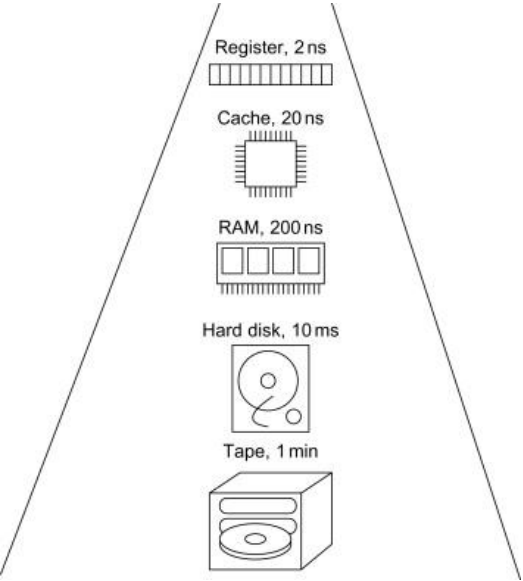 Register, 2 ns
Cache, 20 ns
RAM, 200 ns
Hard disk, 10 ms
Tape, 1 min